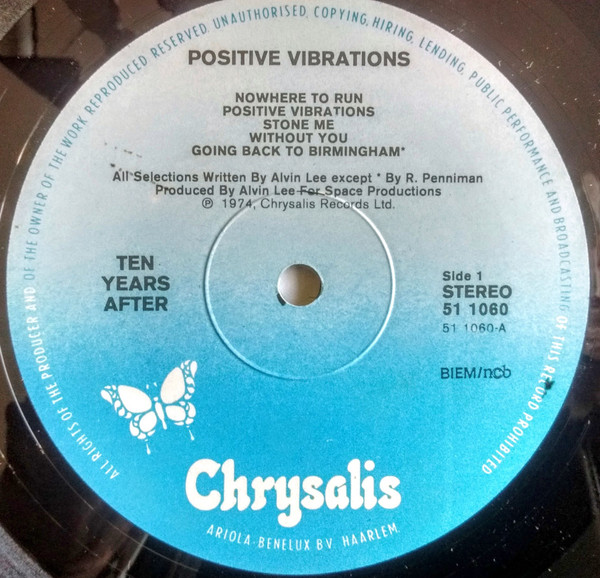 ALL RIGHTS OF THE PRODUCER AND OF THE OWNER OF THE WORK REPRODUCED RESERVED. UNAUTHORISED, COPYING, HIRING, LENDING, PUBLIC PERFORMANCE AND BROADCASTING OF THIS RECORD PROHIBITED
POSITIVE VIBRATIONS
NOWHERE TO RUN
POSITIVE VIBRATIONS
STONE ME
WITHOUT YOU
GOING BACK TO BIRMINGHAM*
All Selections Written By Alvin Lee except * By R. Penniman
Produced By Alvin Lee For Space Productions
℗ 1974, Chrysalis Records Ltd.
TEN
YEARS
AFTER
Side 1
STEREO
51 1060
51 1060-A
BIEM/ncb
Chrysalis
ARIOLA-BENELUX B.V. HAARLEM.